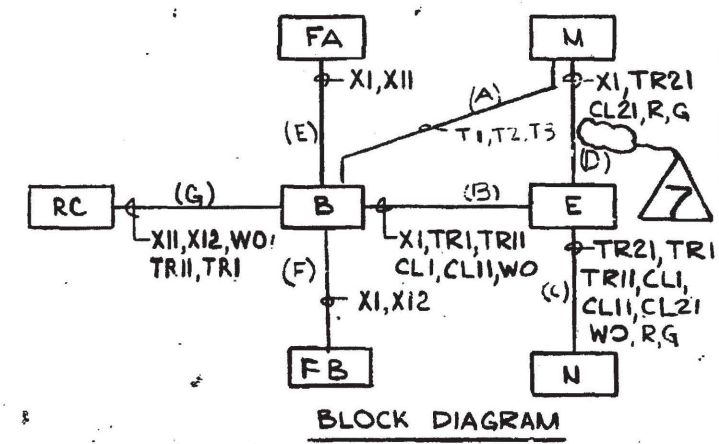 FA
M
X1,X11
X1,TR21
CL21,R,G
(A)
T1,T2,T3
(E)
(D)
7
RC
(G)
B
(B)
E
X11,X12,WO
TR11,TR1
(F)
X1,TR1,TR11
CL1,CL11,WO
TR21,TR1
TR11,CL1,
CL11,CL21
WO,R,G
(C)
X1,X12
FB
N
BLOCK DIAGRAM